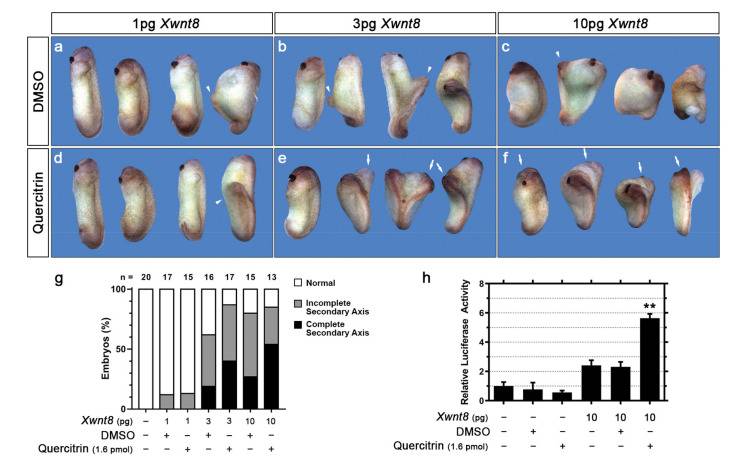 1pg Xwnt8
3pg Xwnt8
10pg Xwnt8
DMSO
a
b
c
Quercitrin
d
e
f
g
n = 20 17 15 16 17 15 13
Embryos (%)
100
50
0
Normal
Incomplete
Secondary Axis
Complete
Secondary Axis
Xwnt8 (pg) – 1 1 3 3 10 10
DMSO – + – + – + –
Quercitrin (1.6 pmol) – – + – + – +
h
Relative Luciferase Activity
8
6
4
2
0
**
Xwnt8 (pg) – – – 10 10 10
DMSO – + – – + –
Quercitrin (1.6 pmol) – – + – – +